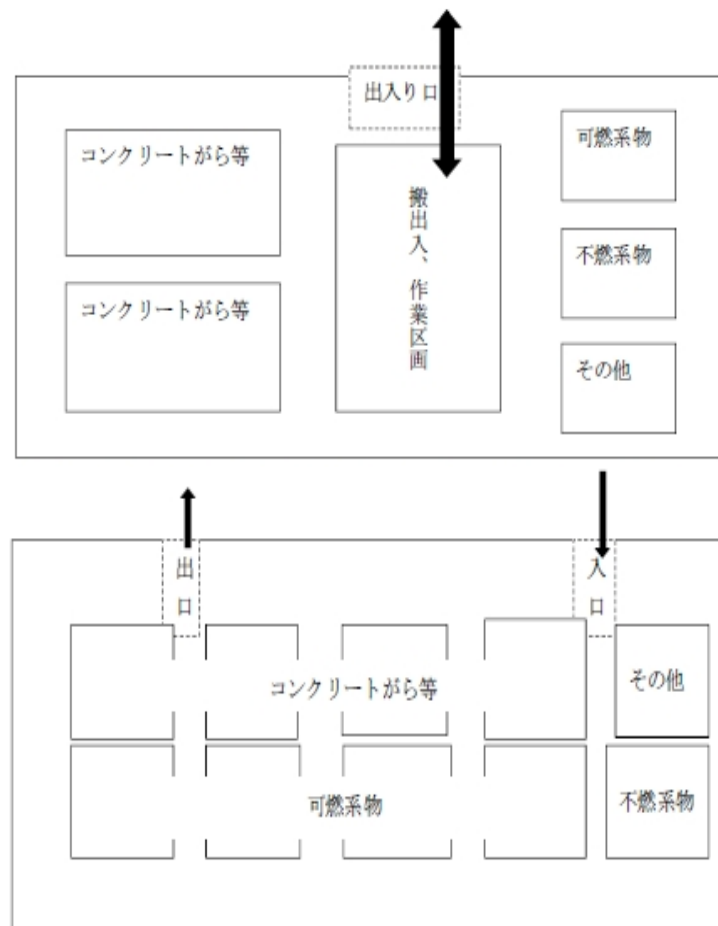 出入り口
コンクリートがら等
可燃系物
搬出入、作業区画
不燃系物
コンクリートがら等
その他
出口
入口
コンクリートがら等
その他
可燃系物
不燃系物